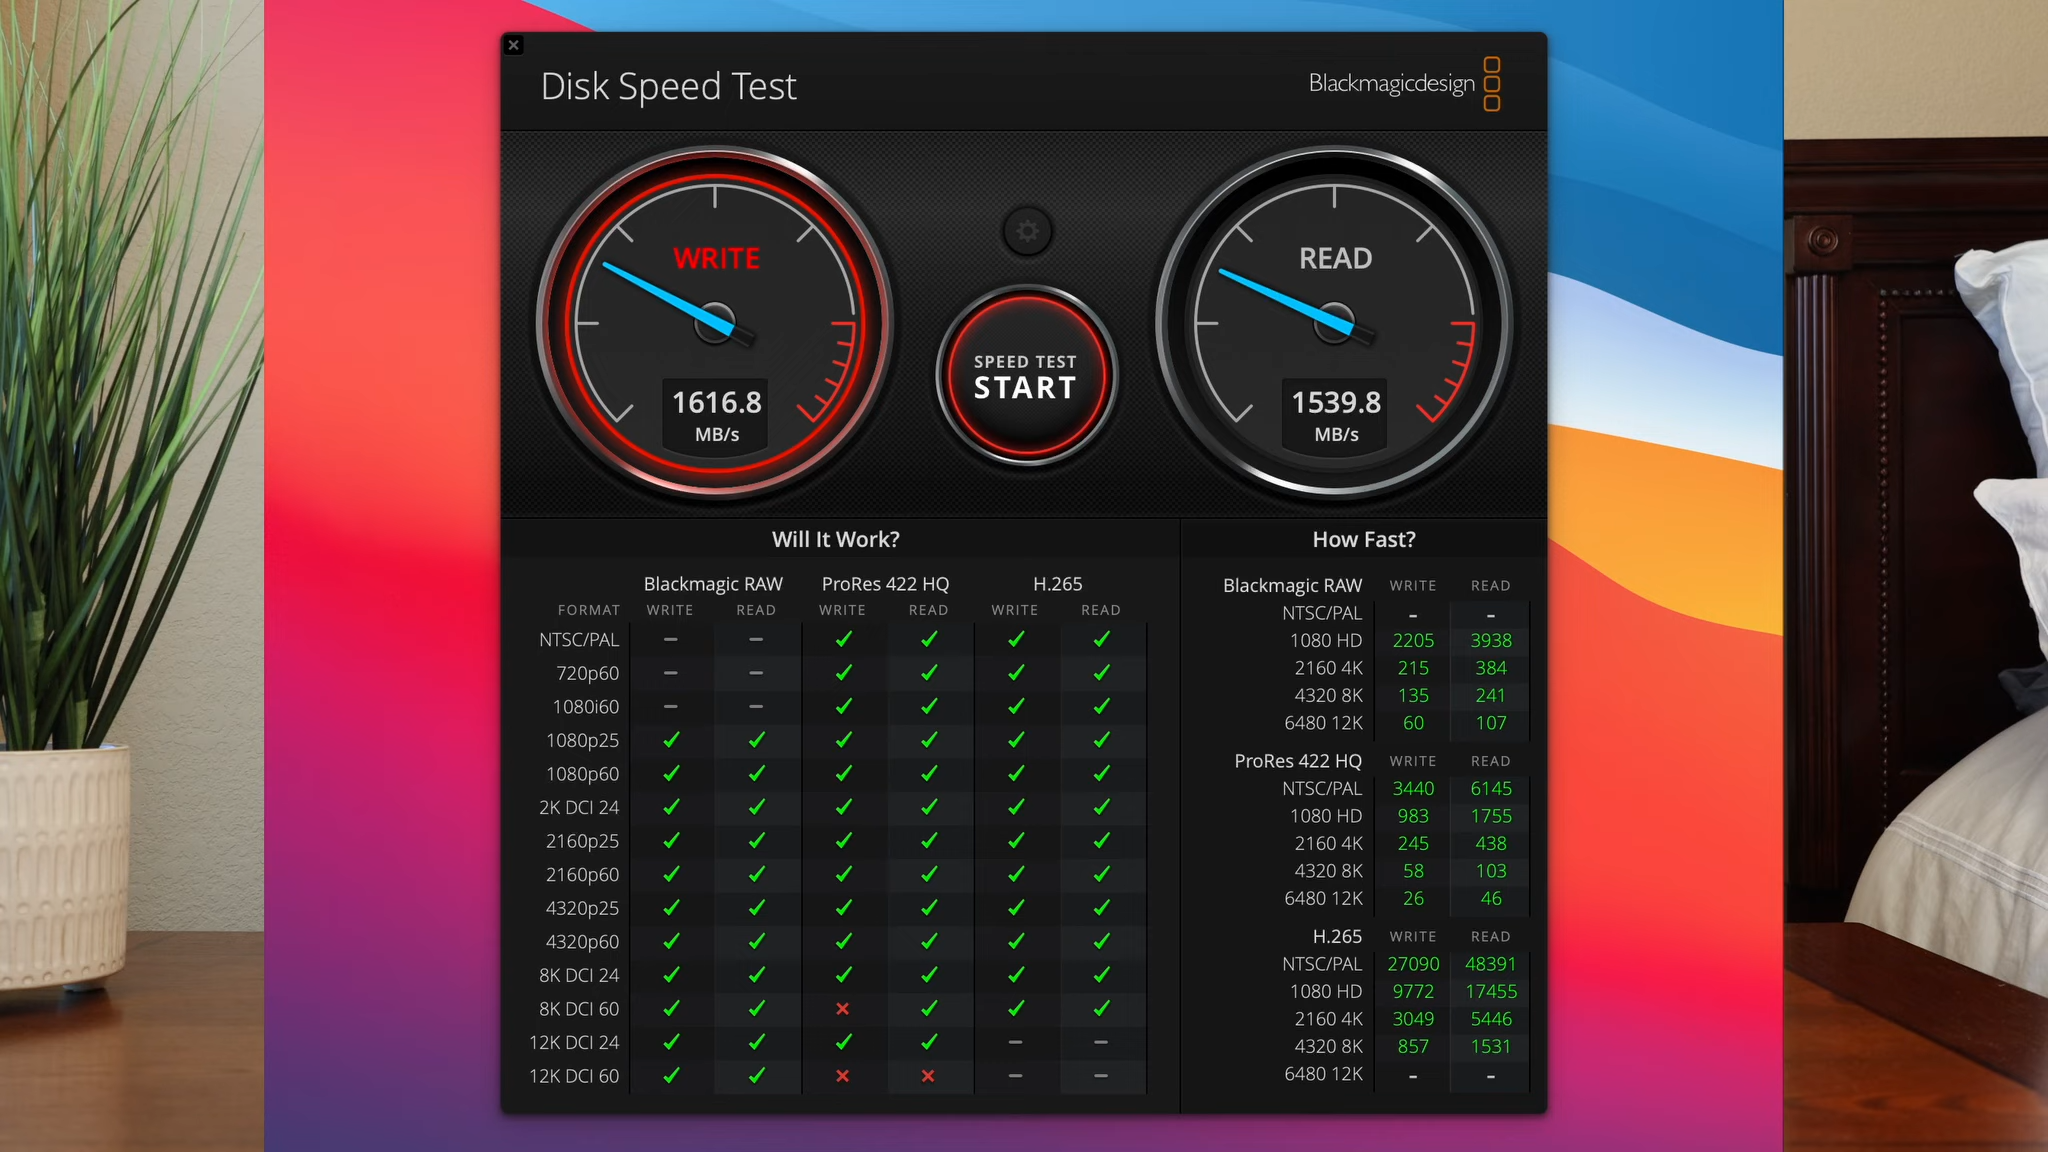 Disk Speed Test
Blackmagicdesign
WRITE
1616.8
MB/s
SPEED TEST
START
READ
1539.8
MB/s
Will It Work?
Blackmagic RAW ProRes 422 HQ H.265
FORMAT WRITE READ WRITE READ WRITE READ
NTSC/PAL – – ✓ ✓ ✓ ✓
720p60 – – ✓ ✓ ✓ ✓
1080i60 – – ✓ ✓ ✓ ✓
1080p25 ✓ ✓ ✓ ✓ ✓ ✓
1080p60 ✓ ✓ ✓ ✓ ✓ ✓
2K DCI 24 ✓ ✓ ✓ ✓ ✓ ✓
2160p25 ✓ ✓ ✓ ✓ ✓ ✓
2160p60 ✓ ✓ ✓ ✓ ✓ ✓
4320p25 ✓ ✓ ✓ ✓ ✓ ✓
4320p60 ✓ ✓ ✓ ✓ ✓ ✓
8K DCI 24 ✓ ✓ ✓ ✓ ✓ ✓
8K DCI 60 ✓ ✓ ✕ ✓ ✓ ✓
12K DCI 24 ✓ ✓ ✓ ✓ – –
12K DCI 60 ✓ ✓ ✕ ✕ – –
How Fast?
Blackmagic RAW WRITE READ
NTSC/PAL - -
1080 HD 2205 3938
2160 4K 215 384
4320 8K 135 241
6480 12K 60 107
ProRes 422 HQ WRITE READ
NTSC/PAL 3440 6145
1080 HD 983 1755
2160 4K 245 438
4320 8K 58 103
6480 12K 26 46
H.265 WRITE READ
NTSC/PAL 27090 48391
1080 HD 9772 17455
2160 4K 3049 5446
4320 8K 857 1531
6480 12K - -